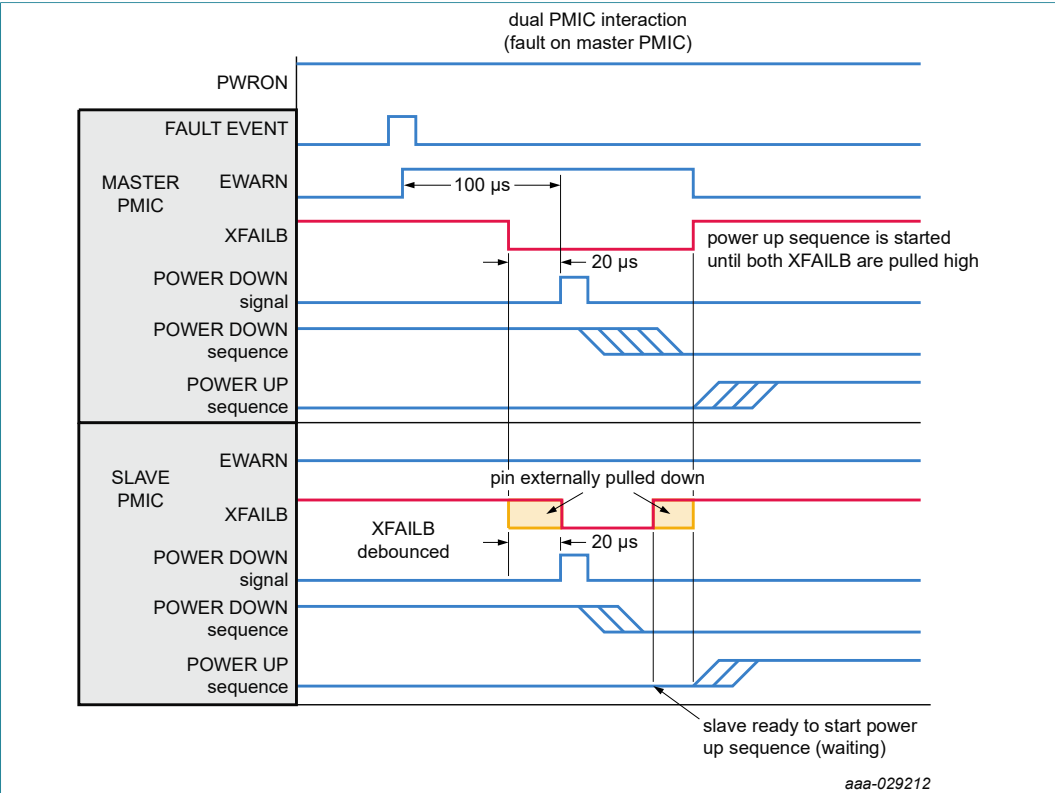 dual PMIC interaction
(fault on master PMIC)
PWRON
FAULT EVENT
MASTER
PMIC
EWARN
100 µs
XFAILB
power up sequence is started
until both XFAILB are pulled high
20 µs
POWER DOWN
signal
POWER DOWN
sequence
POWER UP
sequence
SLAVE
PMIC
EWARN
pin externally pulled down
XFAILB
XFAILB
debounced
20 µs
POWER DOWN
signal
POWER DOWN
sequence
POWER UP
sequence
slave ready to start power
up sequence (waiting)
aaa-029212